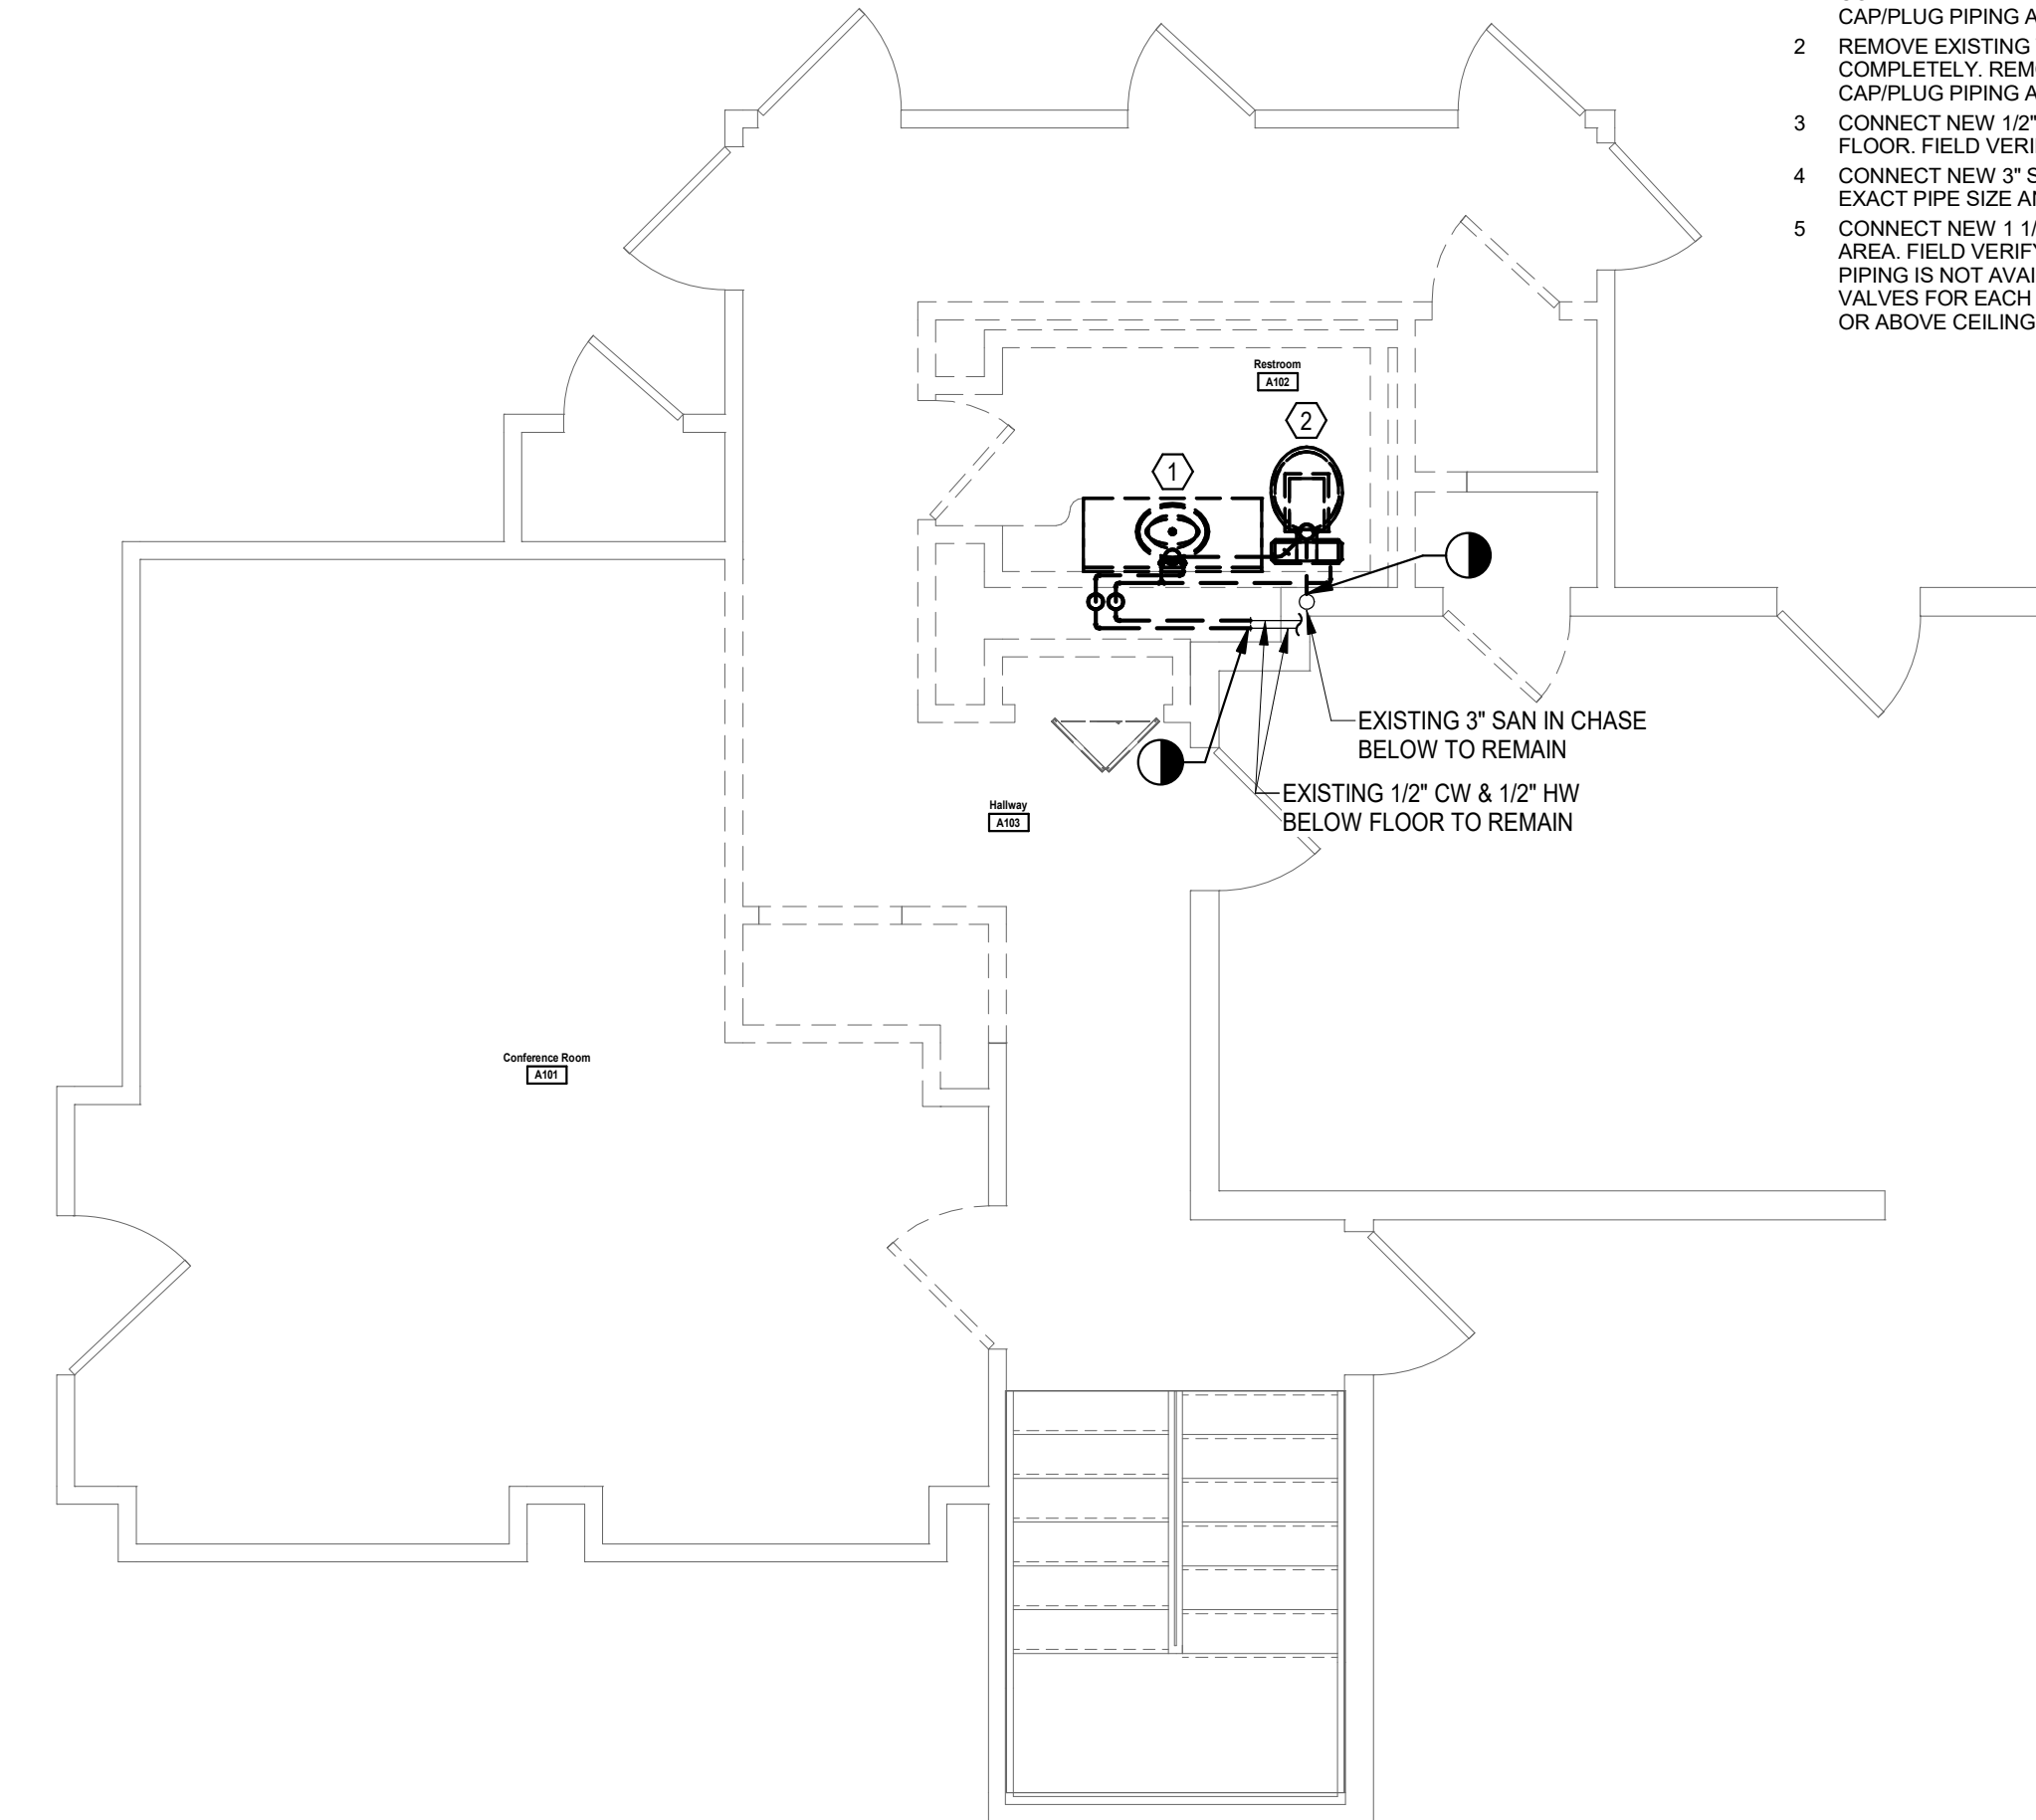 CAP/PLUG PIPING A
2 REMOVE EXISTING
COMPLETELY. REM
CAP/PLUG PIPING A
3 CONNECT NEW 1/2"
FLOOR. FIELD VERI
4 CONNECT NEW 3" S
EXACT PIPE SIZE A
5 CONNECT NEW 1 1/
AREA. FIELD VERIFY
PIPING IS NOT AVAI
VALVES FOR EACH
OR ABOVE CEILING
Restroom
A102
2
1
EXISTING 3" SAN IN CHASE
BELOW TO REMAIN
EXISTING 1/2" CW & 1/2" HW
BELOW FLOOR TO REMAIN
Hallway
A103
Conference Room
A101